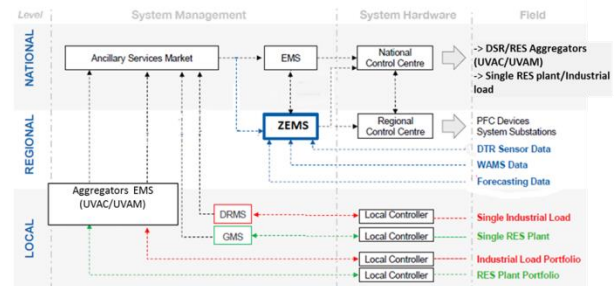 Level System Management System Hardware Field
NATIONAL
Ancillary Services Market
EMS
National
Control Centre
-> DSR/RES Aggregators
(UVAC/UVAM)
-> Single RES plant/Industrial
load
REGIONAL
ZEMS
Regional
Control Centre
PFC Devices
System Substations
DTR Sensor Data
WAMS Data
Forecasting Data
LOCAL
Aggregators EMS
(UVAC/UVAM)
DRMS
Local Controller
Single Industrial Load
GMS
Local Controller
Single RES Plant
Local Controller
Industrial Load Portfolio
Local Controller
RES Plant Portfolio